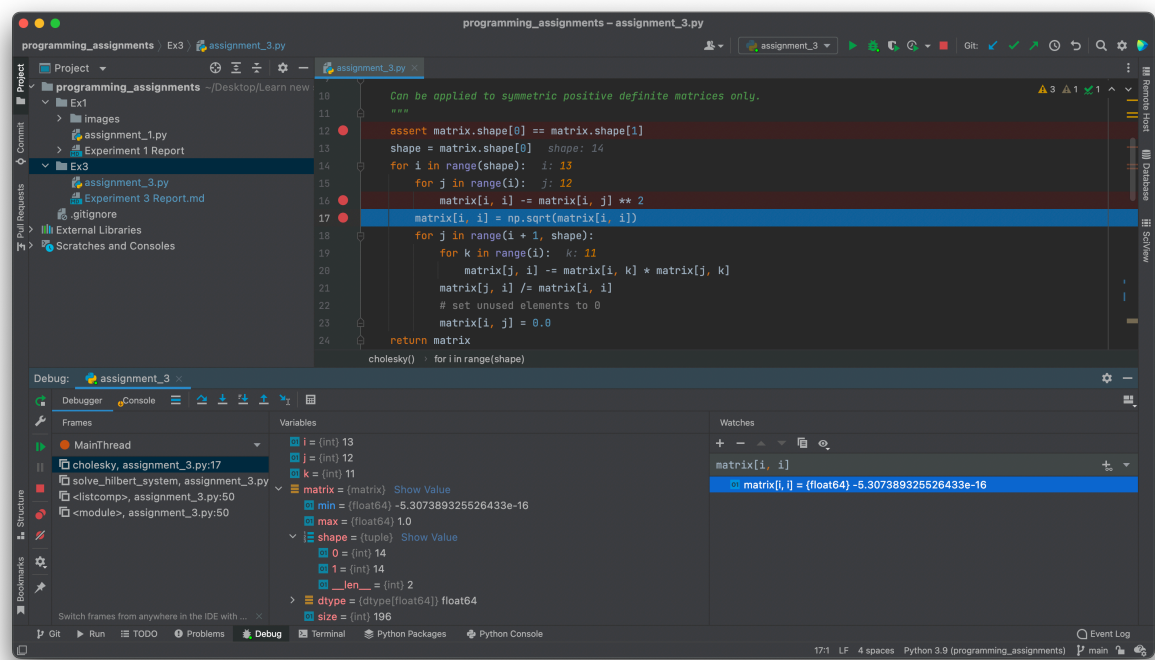 programming_assignments – assignment_3.py
programming_assignments Ex3 assignment_3.py
assignment_3
Git:
Project
programming_assignments ~/Desktop/Learn new
Ex1
images
assignment_1.py
Experiment 1 Report
Ex3
assignment_3.py
Experiment 3 Report.md
.gitignore
External Libraries
Scratches and Consoles
Project
Commit
Pull Requests
Structure
Bookmarks
assignment_3.py
3 1 1
10 Can be applied to symmetric positive definite matrices only.
11 """
12 assert matrix.shape[0] == matrix.shape[1]
13 shape = matrix.shape[0] shape: 14
14 for i in range(shape): i: 13
15 for j in range(i): j: 12
16 matrix[i, i] -= matrix[i, j] ** 2
17 matrix[i, i] = np.sqrt(matrix[i, i])
18 for j in range(i + 1, shape):
19 for k in range(i): k: 11
20 matrix[j, i] -= matrix[i, k] * matrix[j, k]
21 matrix[j, i] /= matrix[i, i]
22 # set unused elements to 0
23 matrix[i, j] = 0.0
24 return matrix
cholesky() for i in range(shape)
Remote Host
Database
SciView
Debug: assignment_3
Debugger Console
Frames
MainThread
cholesky, assignment_3.py:17
solve_hilbert_system, assignment_3.py
<listcomp>, assignment_3.py:50
<module>, assignment_3.py:50
Switch frames from anywhere in the IDE with ...
Variables
i = {int} 13
j = {int} 12
k = {int} 11
matrix = {matrix} Show Value
min = {float64} -5.307389325526433e-16
max = {float64} 1.0
shape = {tuple} Show Value
0 = {int} 14
1 = {int} 14
__len__ = {int} 2
dtype = {dtype[float64]} float64
size = {int} 196
Watches
matrix[i, i]
matrix[i, i] = {float64} -5.307389325526433e-16
Git Run TODO Problems Debug Terminal Python Packages Python Console Event Log
17:1 LF 4 spaces Python 3.9 (programming_assignments) main